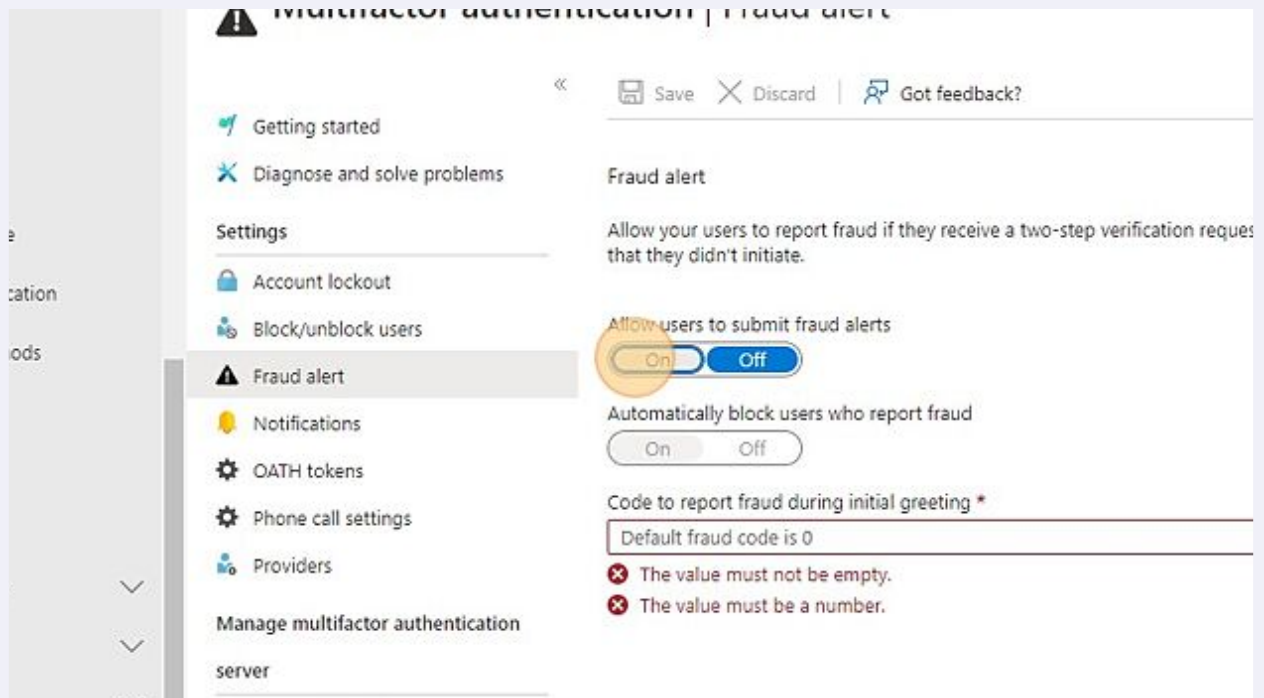 Multifactor authentication | Fraud alert
Save Discard Got feedback?
Getting started
Diagnose and solve problems
Settings
Account lockout
Block/unblock users
Fraud alert
Notifications
OATH tokens
Phone call settings
Providers
Manage multifactor authentication
server
e
cation
ods
Fraud alert
Allow your users to report fraud if they receive a two-step verification reques
that they didn't initiate.
Allow users to submit fraud alerts
On Off
Automatically block users who report fraud
On Off
Code to report fraud during initial greeting *
Default fraud code is 0
The value must not be empty.
The value must be a number.